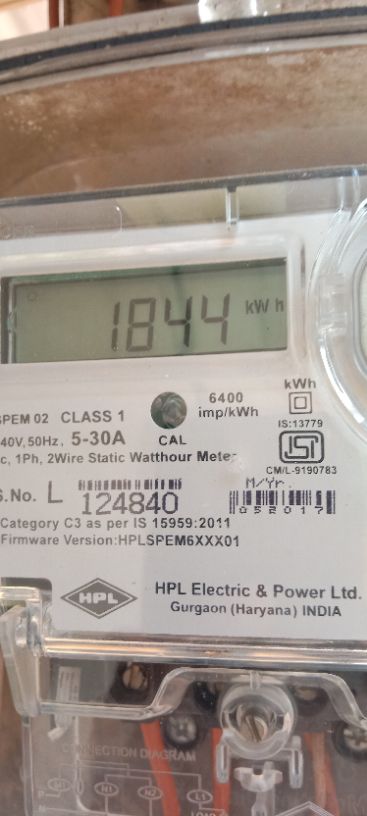 1844 kWh
SPEM 02 CLASS 1
40V, 50Hz, 5-30A
CAL
6400
imp/kWh
kWh
IS:13779
CM/L-9190783
c, 1Ph, 2Wire Static Watthour Meter
S.No. L 124840
M/Yr.
052017
Category C3 as per IS 15959:2011
Firmware Version:HPLSPEM6XXX01
HPL
HPL Electric & Power Ltd.
Gurgaon (Haryana) INDIA
CONNECTION DIAGRAM